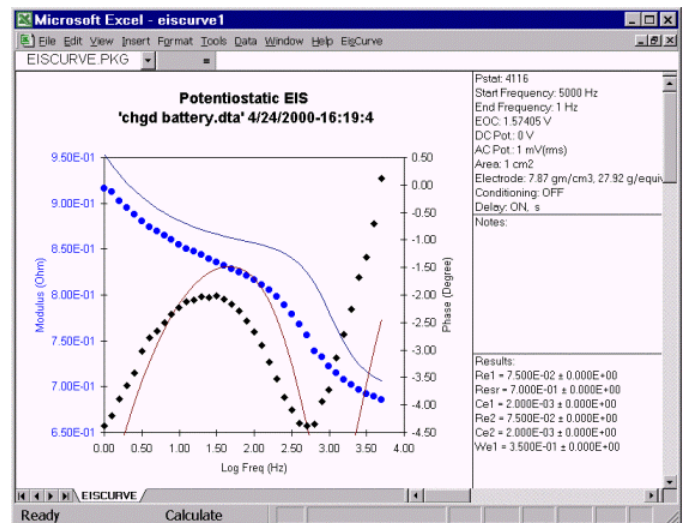 Microsoft Excel - eiscurve1
File Edit View Insert Format Tools Data Window Help EisCurve
EISCURVE.PKG =
Potentiostatic EIS
'chgd battery.dta' 4/24/2000-16:19:4
9.50E-01
9.00E-01
8.50E-01
8.00E-01
7.50E-01
7.00E-01
6.50E-01
Modulus (Ohm)
0.50
0.00
-0.50
-1.00
-1.50
-2.00
-2.50
-3.00
-3.50
-4.00
-4.50
Phase (Degree)
0.00 0.50 1.00 1.50 2.00 2.50 3.00 3.50 4.00
Log Freq (Hz)
Pstat: 4116
Start Frequency: 5000 Hz
End Frequency: 1 Hz
EOC: 1.57405 V
DC Pot.: 0 V
AC Pot.: 1 mV(rms)
Area: 1 cm2
Electrode: 7.87 gm/cm3, 27.92 g/equiv
Conditioning: OFF
Delay: ON, s
Notes:
Results:
Re1 = 7.500E-02 ± 0.000E+00
Resr = 7.000E-01 ± 0.000E+00
Ce1 = 2.000E-03 ± 0.000E+00
Re2 = 7.500E-02 ± 0.000E+00
Ce2 = 2.000E-03 ± 0.000E+00
We1 = 3.500E-01 ± 0.000E+00
EISCURVE
Ready Calculate